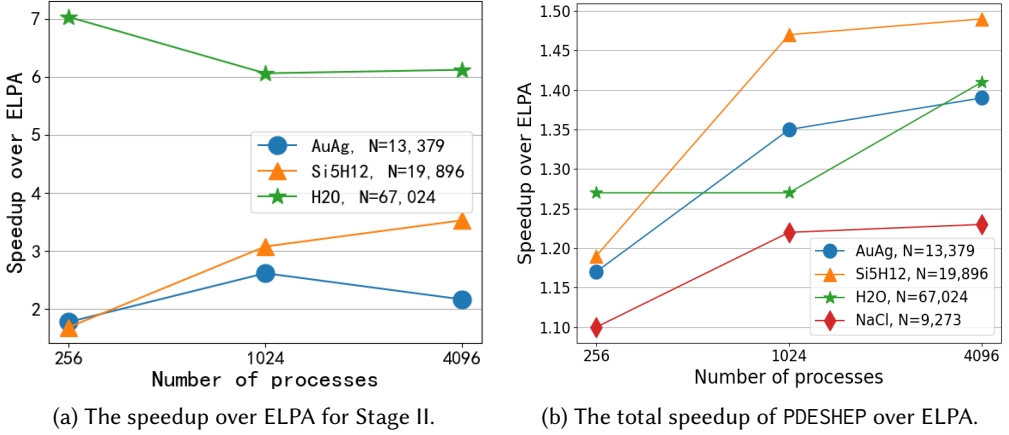 7
6
5
4
3
2
Speedup over ELPA
AuAg, N=13,379
Si5H12, N=19,896
H2O, N=67,024
256
1024
4096
Number of processes
(a) The speedup over ELPA for Stage II.
1.50
1.45
1.40
1.35
1.30
1.25
1.20
1.15
1.10
Speedup over ELPA
AuAg, N=13,379
Si5H12, N=19,896
H2O, N=67,024
NaCl, N=9,273
256
1024
4096
Number of processes
(b) The total speedup of PDESHEP over ELPA.